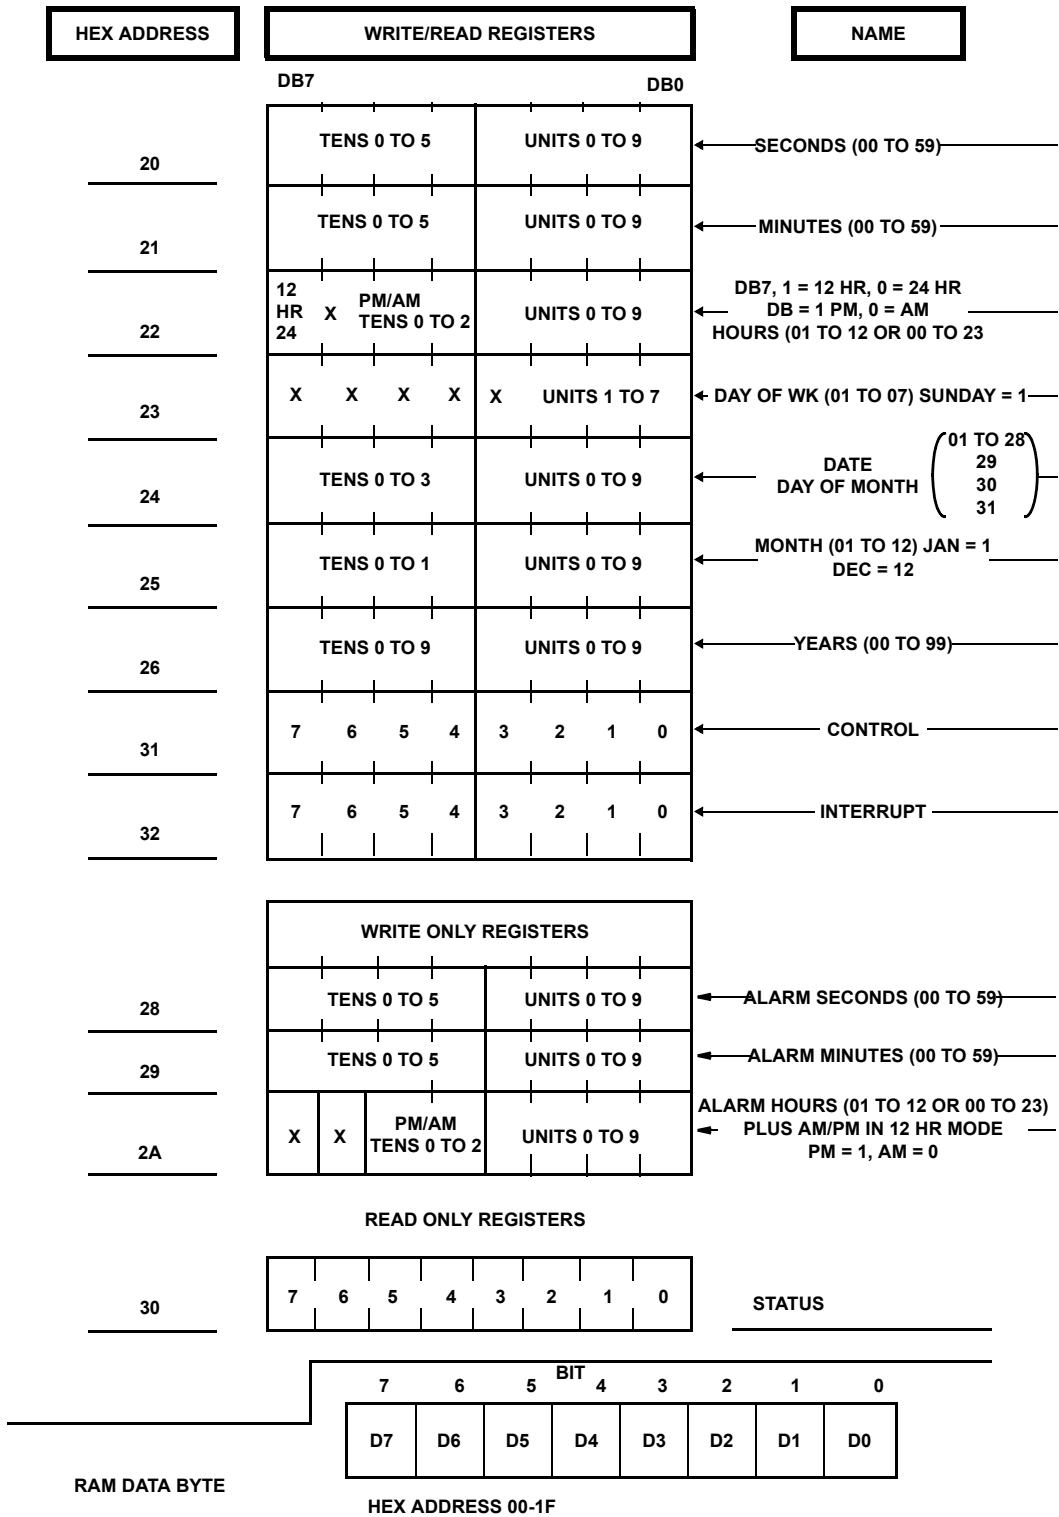 HEX ADDRESS WRITE/READ REGISTERS NAME
DB7 DB0
20 TENS 0 TO 5 UNITS 0 TO 9 SECONDS (00 TO 59)
21 TENS 0 TO 5 UNITS 0 TO 9 MINUTES (00 TO 59)
22
12
HR
24
X
PM/AM
TENS 0 TO 2
UNITS 0 TO 9
DB7, 1 = 12 HR, 0 = 24 HR
DB = 1 PM, 0 = AM
HOURS (01 TO 12 OR 00 TO 23
23 X X X X X UNITS 1 TO 7 DAY OF WK (01 TO 07) SUNDAY = 1
24 TENS 0 TO 3 UNITS 0 TO 9
DATE
DAY OF MONTH
01 TO 28
29
30
31
25 TENS 0 TO 1 UNITS 0 TO 9
MONTH (01 TO 12) JAN = 1
DEC = 12
26 TENS 0 TO 9 UNITS 0 TO 9 YEARS (00 TO 99)
31 7 6 5 4 3 2 1 0 CONTROL
32 7 6 5 4 3 2 1 0 INTERRUPT
WRITE ONLY REGISTERS
28 TENS 0 TO 5 UNITS 0 TO 9 ALARM SECONDS (00 TO 59)
29 TENS 0 TO 5 UNITS 0 TO 9 ALARM MINUTES (00 TO 59)
2A X X
PM/AM
TENS 0 TO 2
UNITS 0 TO 9
ALARM HOURS (01 TO 12 OR 00 TO 23)
PLUS AM/PM IN 12 HR MODE
PM = 1, AM = 0
READ ONLY REGISTERS
30 7 6 5 4 3 2 1 0 STATUS
BIT
7 6 5 4 3 2 1 0
D7 D6 D5 D4 D3 D2 D1 D0
RAM DATA BYTE
HEX ADDRESS 00-1F